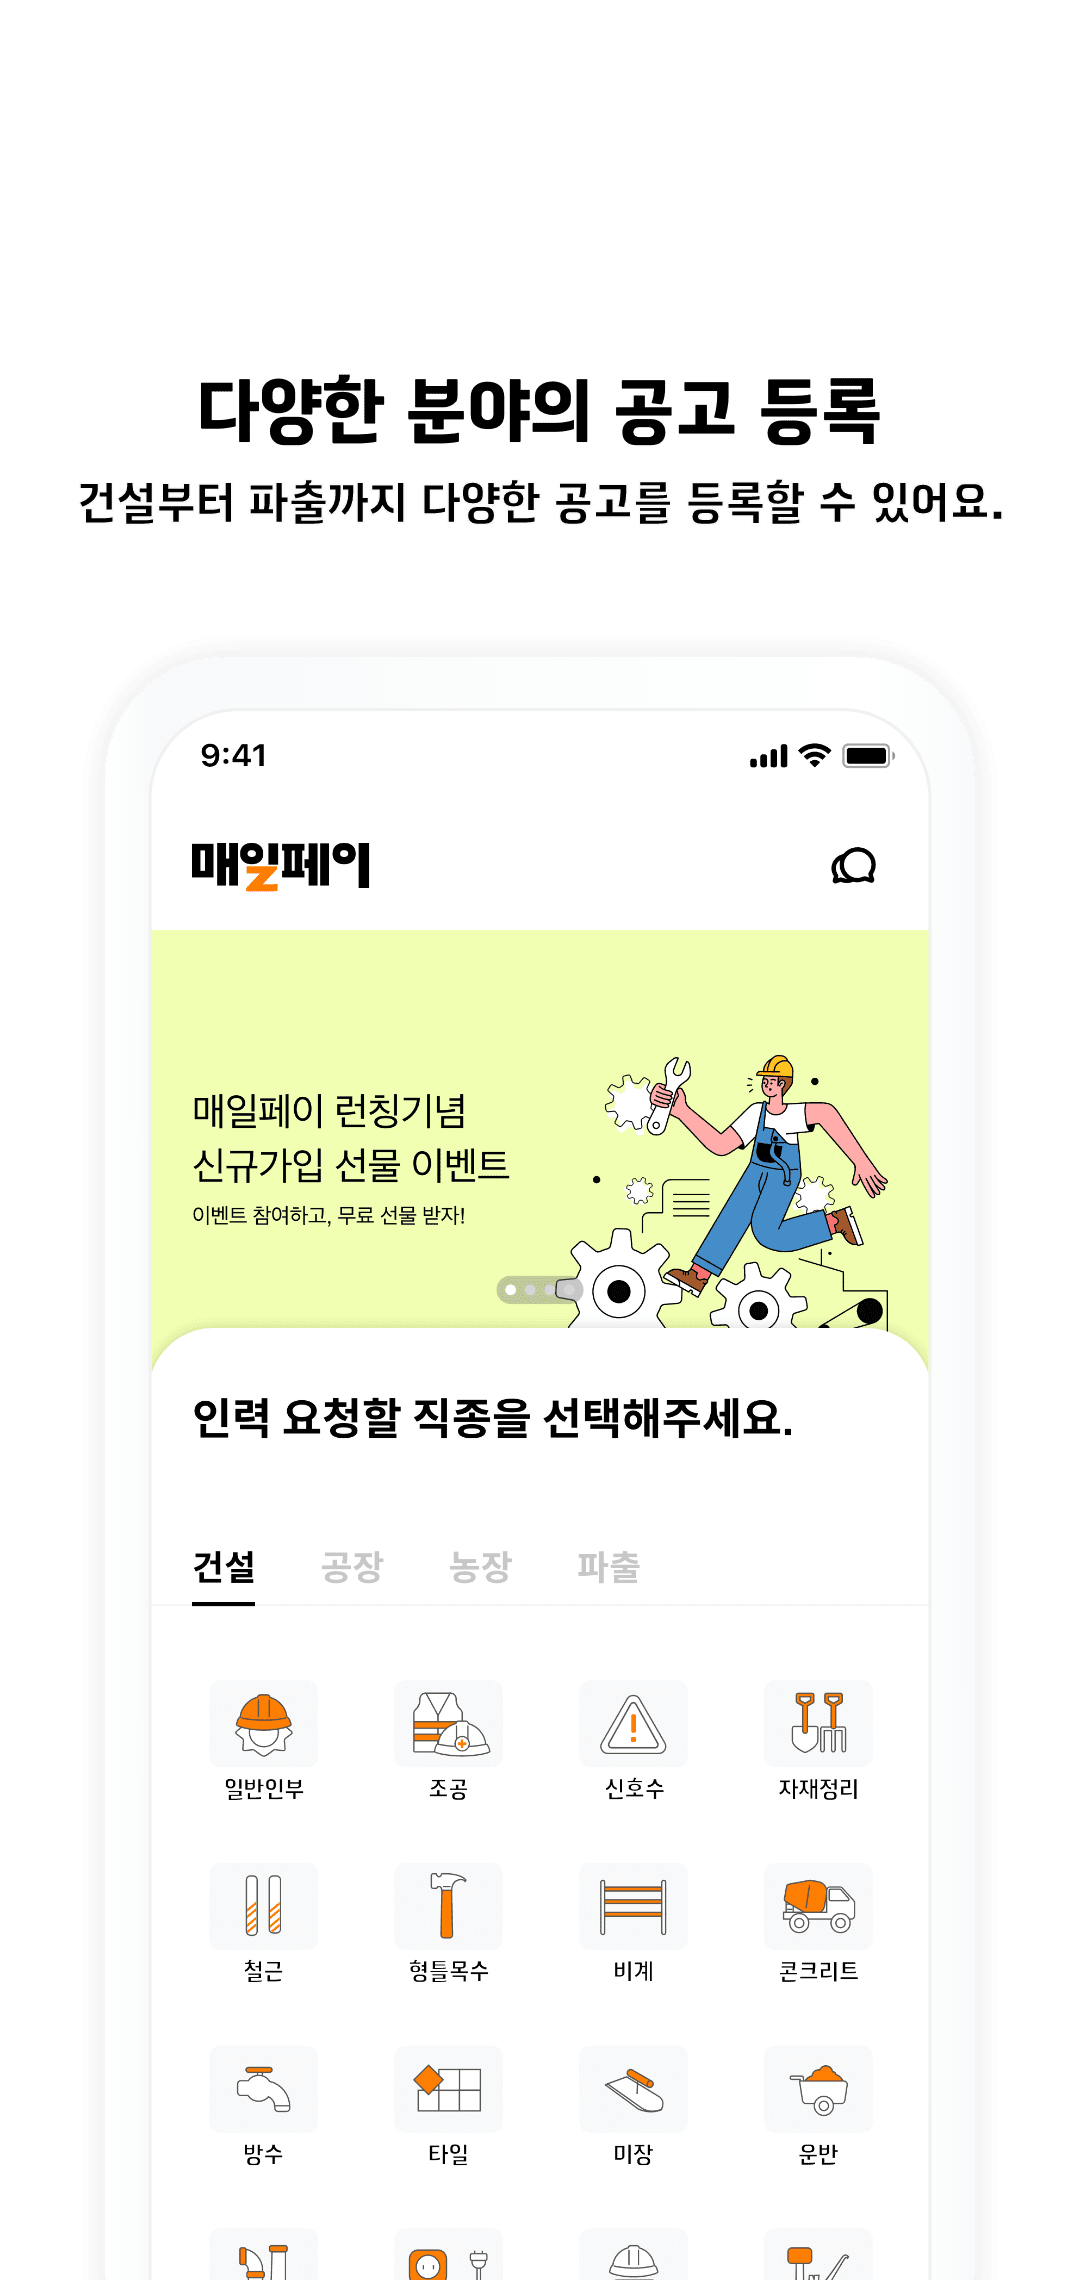 다양한 분야의 공고 등록
건설부터 파출까지 다양한 공고를 등록할 수 있어요.
9:41
매일페이
매일페이 런칭기념
신규가입 선물 이벤트
이벤트 참여하고, 무료 선물 받자!
인력 요청할 직종을 선택해주세요.
건설 공장 농장 파출
일반인부 조공 신호수 자재정리
철근 형틀목수 비계 콘크리트
방수 타일 미장 운반